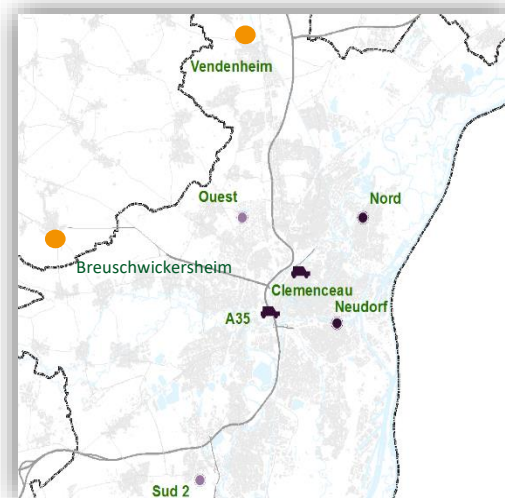 Vendenheim
Ouest
Nord
Breuschwickersheim
Clemenceau
A35
Neudorf
Sud 2